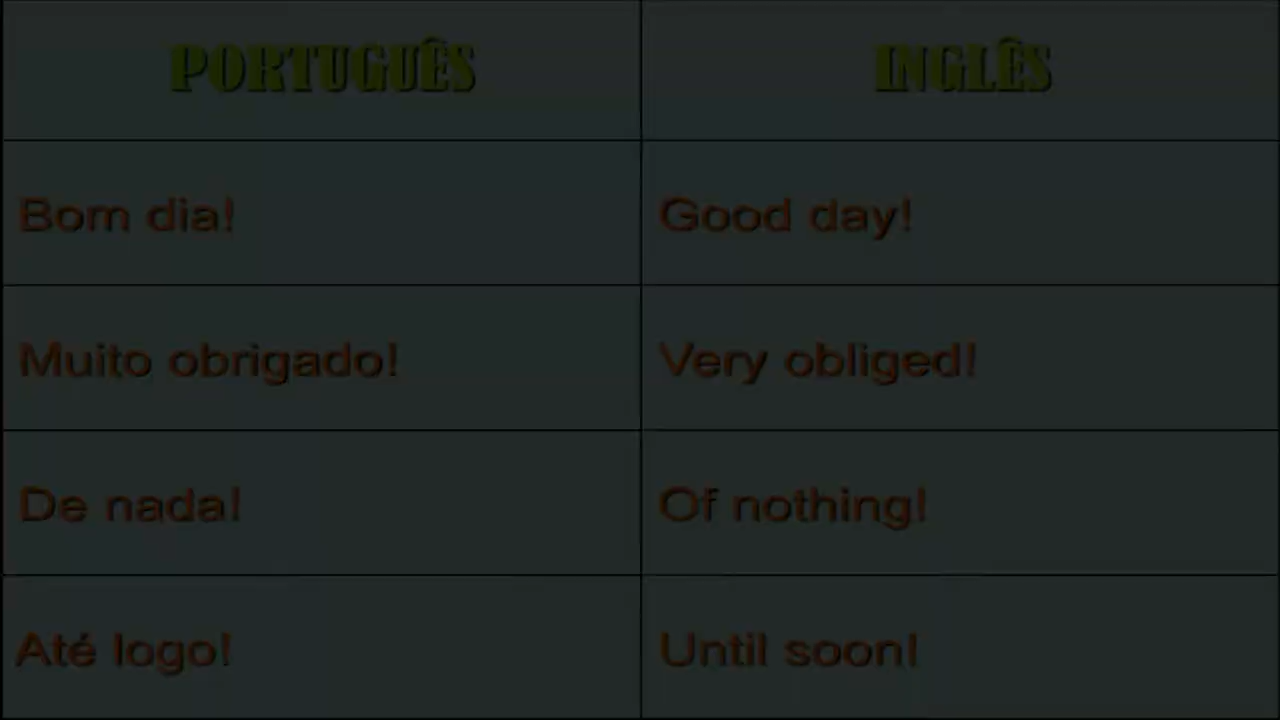 PORTUGUÊS INGLÊS
Bom dia! Good day!
Muito obrigado! Very obliged!
De nada! Of nothing!
Até logo! Until soon!